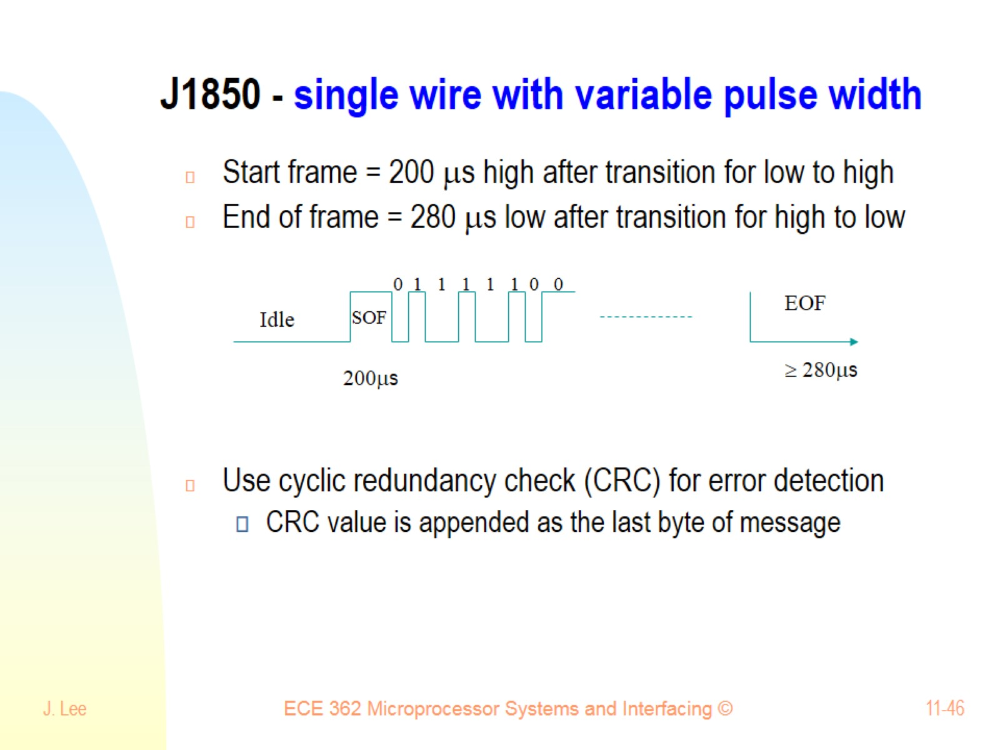 J1850 - single wire with variable pulse width
Start frame = 200 μs high after transition for low to high
End of frame = 280 μs low after transition for high to low
0 1 1 1 1 1 0 0
Idle
SOF
EOF
200μs
≥ 280μs
Use cyclic redundancy check (CRC) for error detection
CRC value is appended as the last byte of message
J. Lee
ECE 362 Microprocessor Systems and Interfacing ©
11-46